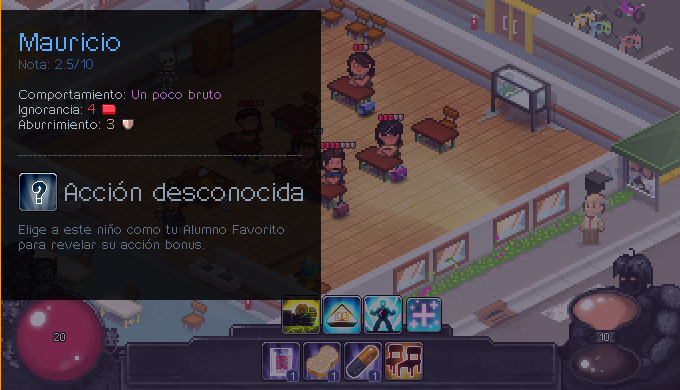 Mauricio
Nota: 2.5/10
Comportamiento: Un poco bruto
Ignorancia: 4
Aburrimiento: 3
?
Acción desconocida
Elige a este niño como tu Alumno Favorito
para revelar su acción bonus.
20
10
1
1
1